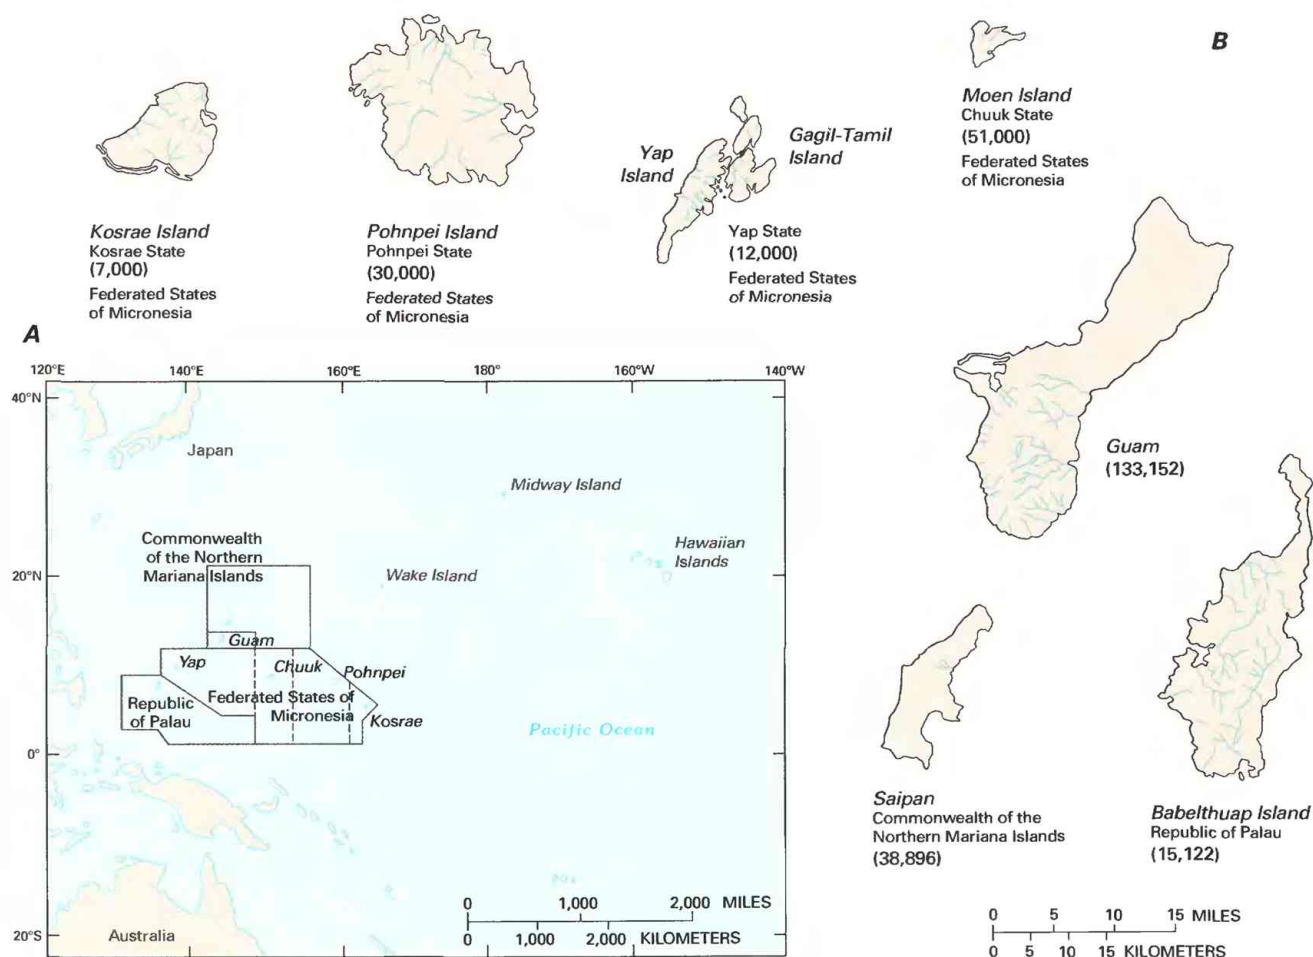 B
Moen Island
Chuuk State
(51,000)
Federated States
of Micronesia
Yap
Island
Gagil-Tamil
Island
Yap State
(12,000)
Federated States
of Micronesia
Kosrae Island
Kosrae State
(7,000)
Federated States
of Micronesia
Pohnpei Island
Pohnpei State
(30,000)
Federated States
of Micronesia
A
120°E 140°E 160°E 180° 160°W 140°W
40°N
20°N
0°
20°S
Japan
Midway Island
Commonwealth
of the Northern
Mariana Islands
Hawaiian
Islands
Wake Island
Guam
Yap
Chuuk
Pohnpei
Republic
of Palau
Federated States of
Micronesia
Kosrae
Pacific Ocean
Australia
0 1,000 2,000 MILES
0 1,000 2,000 KILOMETERS
Guam
(133,152)
Saipan
Commonwealth of the
Northern Mariana Islands
(38,896)
Babelthuap Island
Republic of Palau
(15,122)
0 5 10 15 MILES
0 5 10 15 KILOMETERS